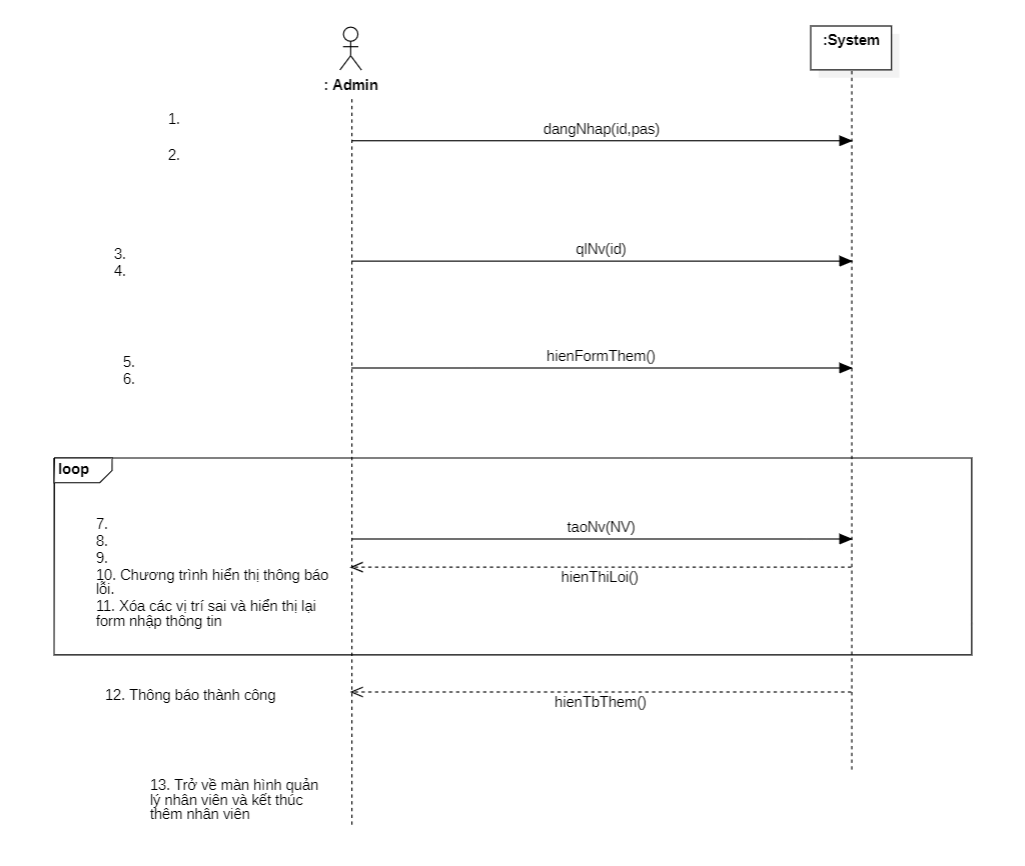 : Admin
:System
1.
dangNhap(id,pas)
2.
qlNv(id)
3.
4.
hienFormThem()
5.
6.
loop
7.
taoNv(NV)
8.
9.
10. Chương trình hiển thị thông báo
lỗi.
hienThiLoi()
11. Xóa các vị trí sai và hiển thị lại
form nhập thông tin
12. Thông báo thành công
hienTbThem()
13. Trở về màn hình quản
lý nhân viên và kết thúc
thêm nhân viên